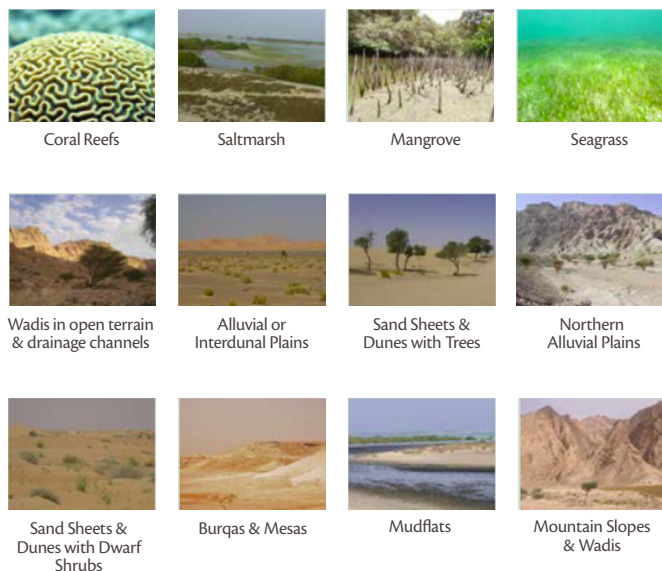 Coral Reefs
Saltmarsh
Mangrove
Seagrass
Wadis in open terrain
& drainage channels
Alluvial or
Interdunal Plains
Sand Sheets &
Dunes with Trees
Northern
Alluvial Plains
Sand Sheets &
Dunes with Dwarf
Shrubs
Burqas & Mesas
Mudflats
Mountain Slopes
& Wadis